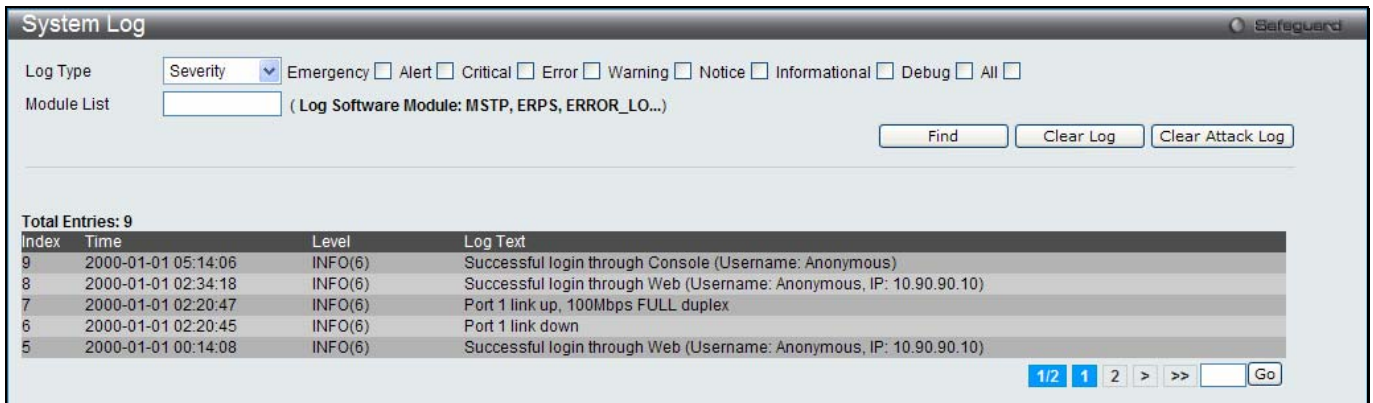 System Log Safeguard
Log Type Severity Emergency Alert Critical Error Warning Notice Informational Debug All
Module List ( Log Software Module: MSTP, ERPS, ERROR_LO...)
Find Clear Log Clear Attack Log
Total Entries: 9
Index Time Level Log Text
9 2000-01-01 05:14:06 INFO(6) Successful login through Console (Username: Anonymous)
8 2000-01-01 02:34:18 INFO(6) Successful login through Web (Username: Anonymous, IP: 10.90.90.10)
7 2000-01-01 02:20:47 INFO(6) Port 1 link up, 100Mbps FULL duplex
6 2000-01-01 02:20:45 INFO(6) Port 1 link down
5 2000-01-01 00:14:08 INFO(6) Successful login through Web (Username: Anonymous, IP: 10.90.90.10)
1/2 1 2 > >> Go